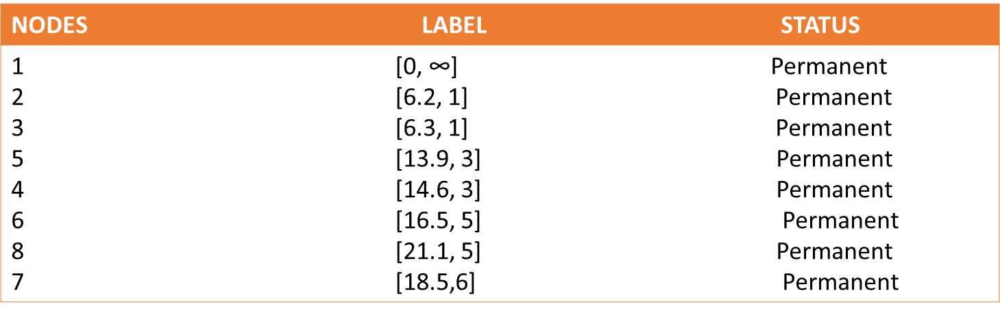 NODES LABEL STATUS
1 [0, ∞] Permanent
2 [6.2, 1] Permanent
3 [6.3, 1] Permanent
5 [13.9, 3] Permanent
4 [14.6, 3] Permanent
6 [16.5, 5] Permanent
8 [21.1, 5] Permanent
7 [18.5,6] Permanent